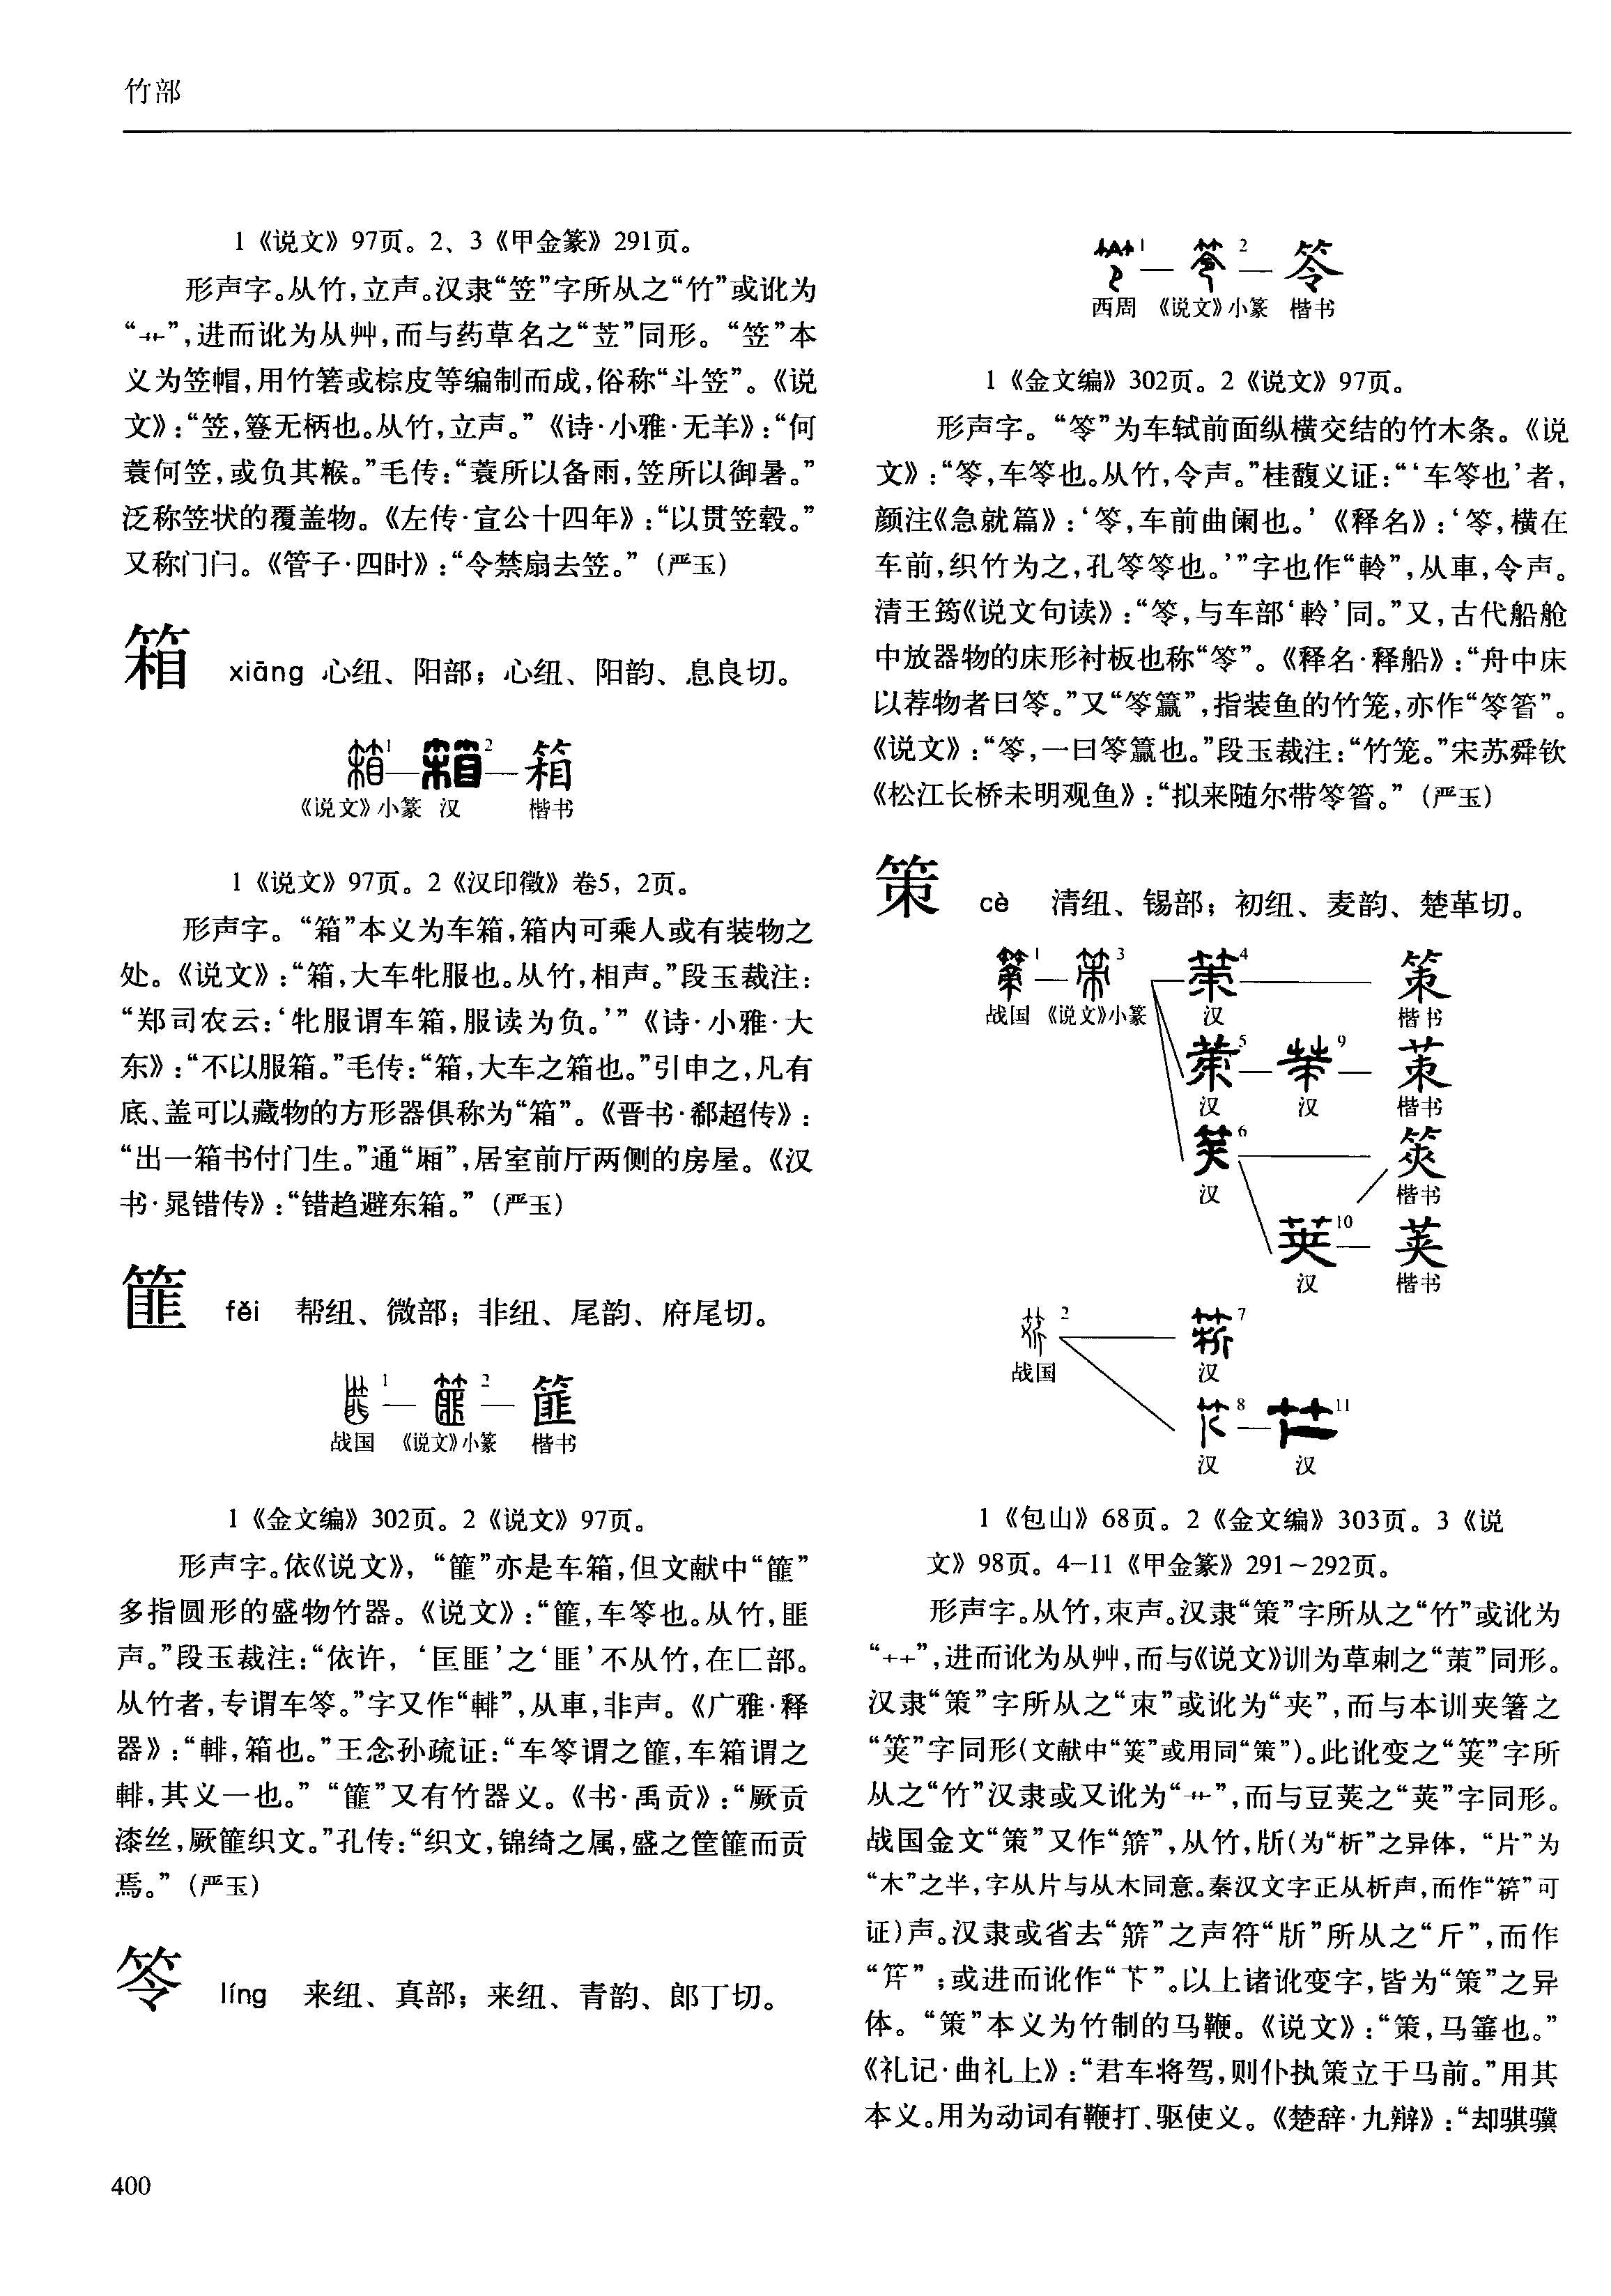 竹部
1《说文》97页。2、3《甲金篆》291页。
形声字。从竹,立声。汉隶“笠”字所从之“竹”或讹为
“艹”,进而讹为从艸,而与药草名之“苙”同形。“笠”本
义为笠帽,用竹箬或棕皮等编制而成,俗称“斗笠”。《说
文》:“笠,簦无柄也。从竹,立声。”《诗·小雅·无羊》:“何
蓑何笠,或负其糇。”毛传:“蓑所以备雨,笠所以御暑。”
泛称笠状的覆盖物。《左传·宣公十四年》:“以贯笠毂。”
又称门闩。《管子·四时》:“令禁扇去笠。”(严玉)
箱 xiāng 心纽、阳部;心纽、阳韵、息良切。
箱1—箱2—箱
《说文》小篆 汉 楷书
1《说文》97页。2《汉印徵》卷5,2页。
形声字。“箱”本义为车箱,箱内可乘人或有装物之
处。《说文》:“箱,大车牝服也。从竹,相声。”段玉裁注:
“郑司农云:‘牝服谓车箱,服读为负。’”《诗·小雅·大
东》:“不以服箱。”毛传:“箱,大车之箱也。”引申之,凡有
底、盖可以藏物的方形器俱称为“箱”。《晋书·郗超传》:
“出一箱书付门生。”通“厢”,居室前厅两侧的房屋。《汉
书·晁错传》:“错趋避东箱。”(严玉)
篚 fěi 帮纽、微部;非纽、尾韵、府尾切。
篚1—篚2—篚
战国 《说文》小篆 楷书
1《金文编》302页。2《说文》97页。
形声字。依《说文》,“篚”亦是车箱,但文献中“篚”
多指圆形的盛物竹器。《说文》:“篚,车笭也。从竹,匪
声。”段玉裁注:“依许,‘匡匪’之‘匪’不从竹,在匚部。
从竹者,专谓车笭。”字又作“䡍”,从車,非声。《广雅·释
器》:“䡍,箱也。”王念孙疏证:“车笭谓之篚,车箱谓之
䡍,其义一也。”“篚”又有竹器义。《书·禹贡》:“厥贡
漆丝,厥篚织文。”孔传:“织文,锦绮之属,盛之筐篚而贡
焉。”(严玉)
笭 líng 来纽、真部;来纽、青韵、郎丁切。
400
笭1—笭2—笭
西周 《说文》小篆 楷书
1《金文编》302页。2《说文》97页。
形声字。“笭”为车轼前面纵横交结的竹木条。《说
文》:“笭,车笭也。从竹,令声。”桂馥义证:“‘车笭也’者,
颜注《急就篇》:‘笭,车前曲阑也。’《释名》:‘笭,横在
车前,织竹为之,孔笭笭也。’”字也作“軨”,从車,令声。
清王筠《说文句读》:“笭,与车部‘軨’同。”又,古代船舱
中放器物的床形衬板也称“笭”。《释名·释船》:“舟中床
以荐物者曰笭。”又“笭籯”,指装鱼的竹笼,亦作“笭箵”。
《说文》:“笭,一曰笭籯也。”段玉裁注:“竹笼。”宋苏舜钦
《松江长桥未明观鱼》:“拟来随尔带笭箵。”(严玉)
策 cè 清纽、锡部;初纽、麦韵、楚革切。
策1—策3 策4 策
战国 《说文》小篆 汉 楷书
5 9 茦
汉 汉 楷书
6 筴
汉 楷书
10 荚
汉 楷书
2 7
战国 汉
8 11
汉 汉
1《包山》68页。2《金文编》303页。3《说
文》98页。4-11《甲金篆》291~292页。
形声字。从竹,朿声。汉隶“策”字所从之“竹”或讹为
“艹”,进而讹为从艸,而与《说文》训为草刺之“茦”同形。
汉隶“策”字所从之“朿”或讹为“夹”,而与本训夹箸之
“筴”字同形(文献中“筴”或用同“策”)。此讹变之“筴”字所
从之“竹”汉隶或又讹为“艹”,而与豆荚之“荚”字同形。
战国金文“策”又作“”,从竹,(为“析”之异体,“片”为
“木”之半,字从片与从木同意。秦汉文字正从析声,而作“䇹”可
证)声。汉隶或省去“”之声符“”所从之“斤”,而作
“”;或进而讹作“”。以上诸讹变字,皆为“策”之异
体。“策”本义为竹制的马鞭。《说文》:“策,马箠也。”
《礼记·曲礼上》:“君车将驾,则仆执策立于马前。”用其
本义。用为动词有鞭打、驱使义。《楚辞·九辩》:“却骐骥